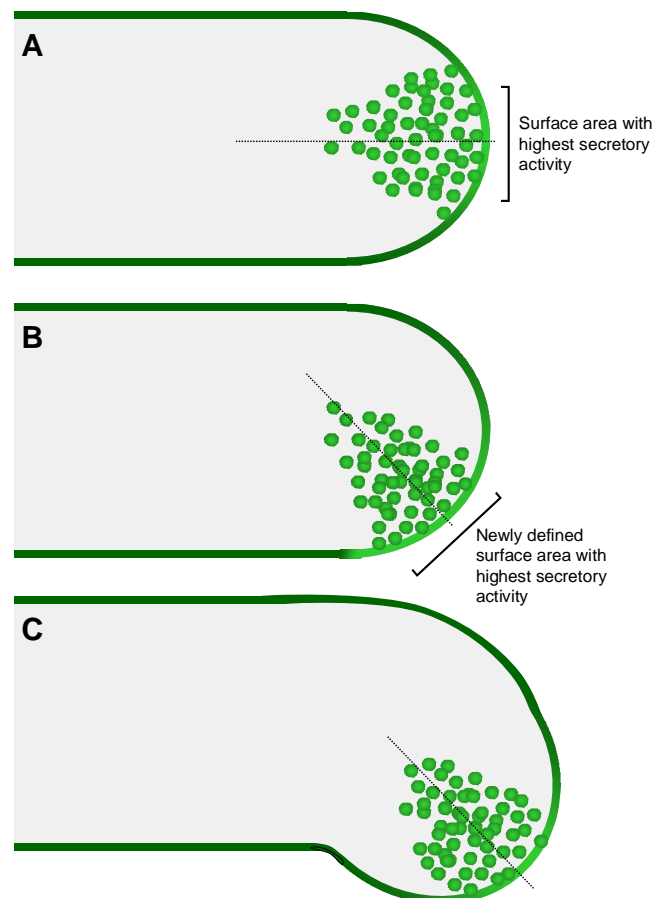 A
Surface area with
highest secretory
activity
B
Newly defined
surface area with
highest secretory
activity
C